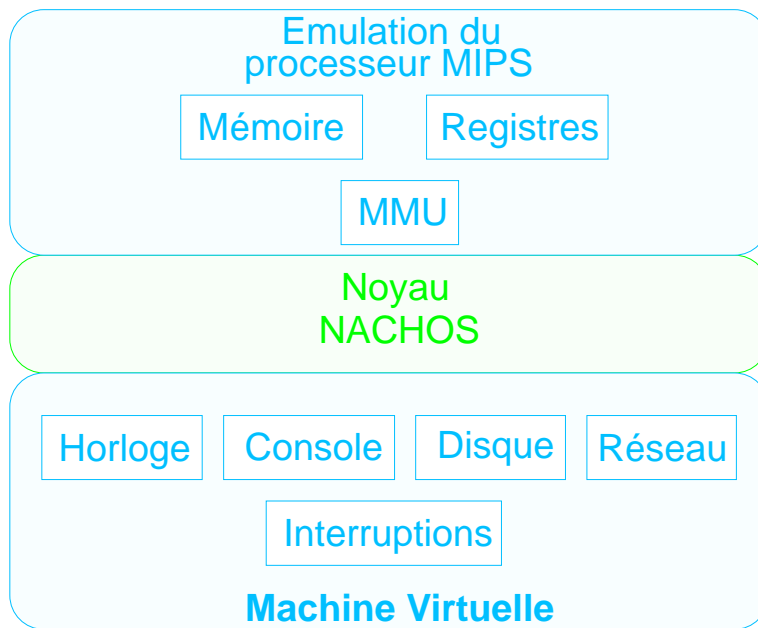 Emulation du
processeur MIPS
Mémoire Registres
MMU
Noyau
NACHOS
Horloge Console Disque Réseau
Interruptions
Machine Virtuelle